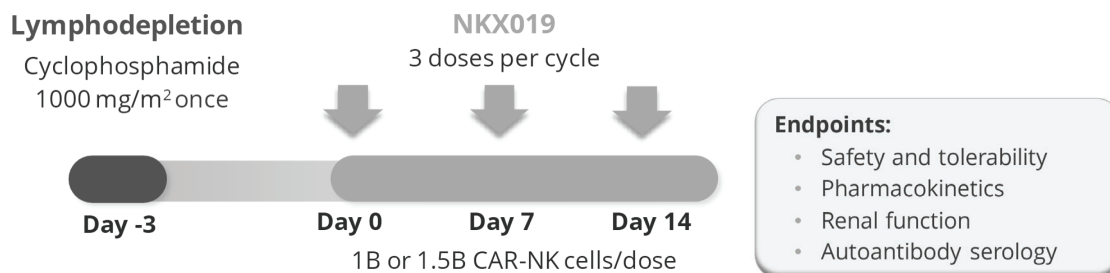 Lymphodepletion
Cyclophosphamide
1000 mg/m² once
NKX019
3 doses per cycle
Day -3
Day 0
Day 7
Day 14
1B or 1.5B CAR-NK cells/dose
Endpoints:
• Safety and tolerability
• Pharmacokinetics
• Renal function
• Autoantibody serology